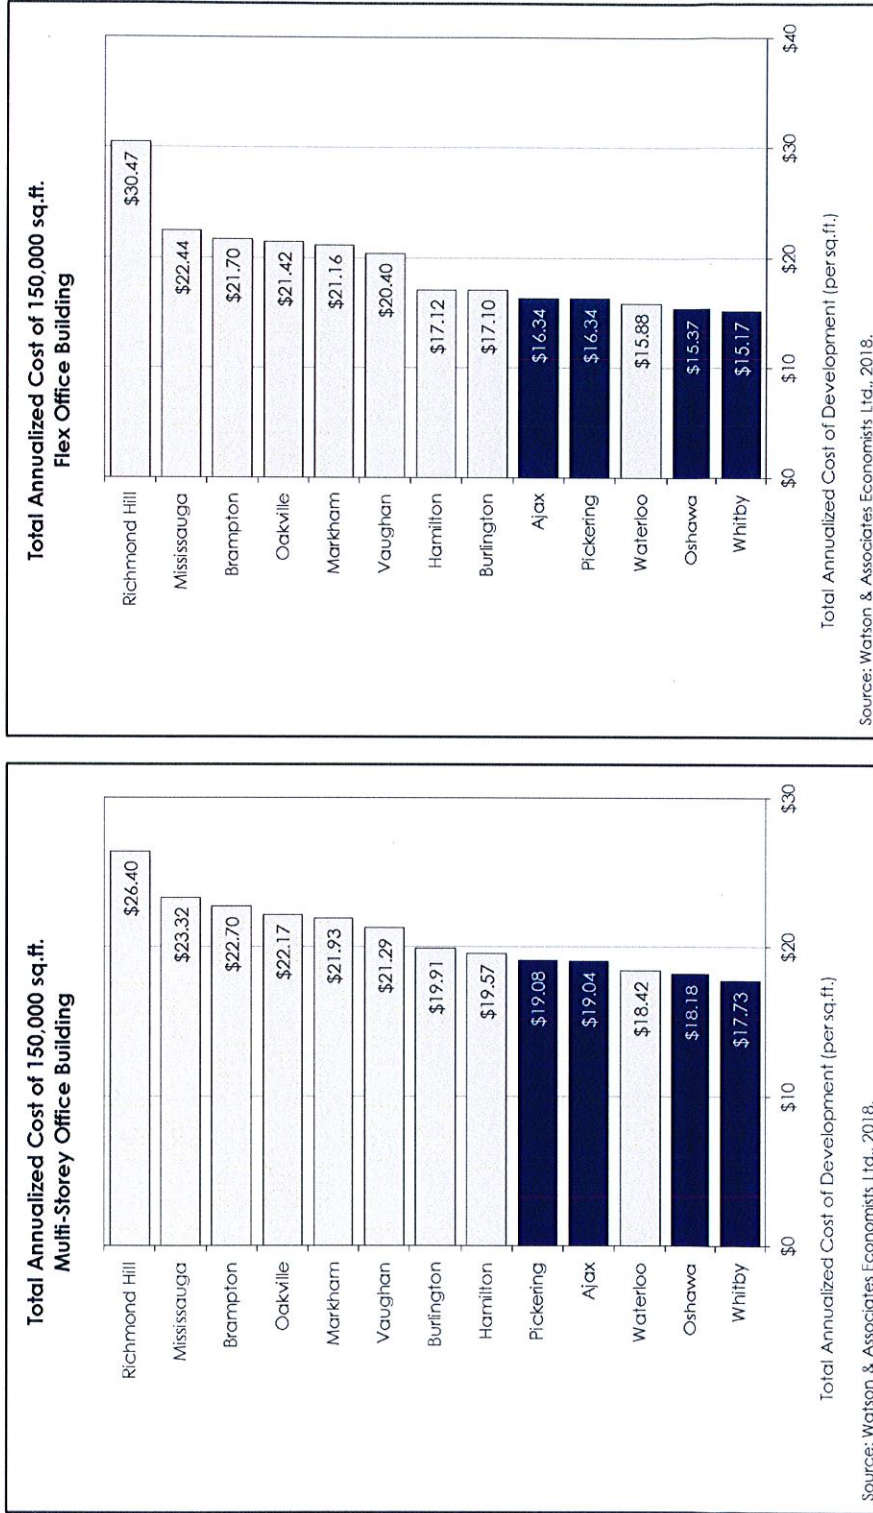 Total Annualized Cost of 150,000 sq.ft.
Multi-Storey Office Building
Richmond Hill $26.40
Mississauga $23.32
Brampton $22.70
Oakville $22.17
Markham $21.93
Vaughan $21.29
Burlington $19.91
Hamilton $19.57
Pickering $19.08
Ajax $19.04
Waterloo $18.42
Oshawa $18.18
Whitby $17.73
$0 $10 $20 $30
Total Annualized Cost of Development (per sq.ft.)
Source: Watson & Associates Economists Ltd., 2018.
Total Annualized Cost of 150,000 sq.ft.
Flex Office Building
Richmond Hill $30.47
Mississauga $22.44
Brampton $21.70
Oakville $21.42
Markham $21.16
Vaughan $20.40
Hamilton $17.12
Burlington $17.10
Ajax $16.34
Pickering $16.34
Waterloo $15.88
Oshawa $15.37
Whitby $15.17
$0 $10 $20 $30 $40
Total Annualized Cost of Development (per sq.ft.)
Source: Watson & Associates Economists Ltd., 2018.